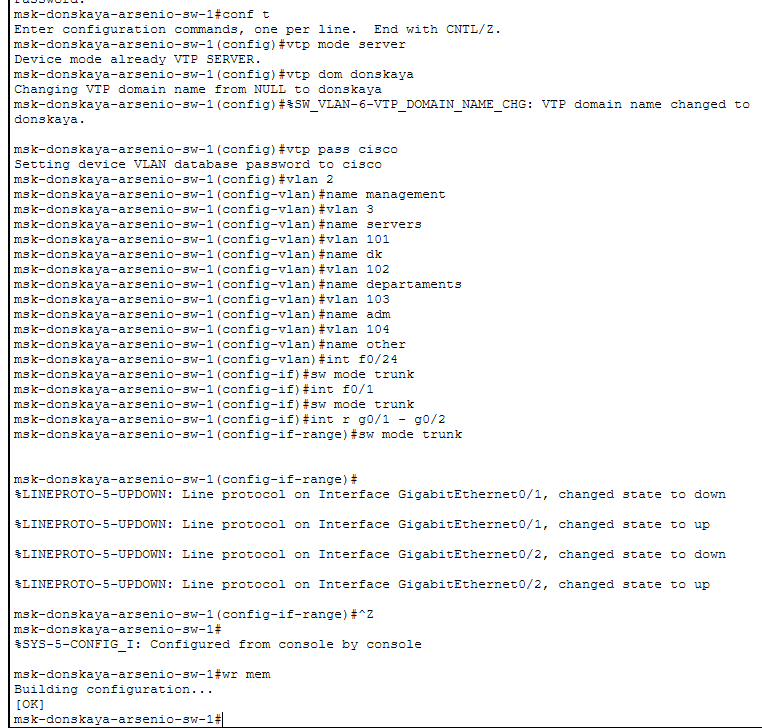 Password:
msk-donskaya-arsenio-sw-1#conf t
Enter configuration commands, one per line.  End with CNTL/Z.
msk-donskaya-arsenio-sw-1(config)#vtp mode server
Device mode already VTP SERVER.
msk-donskaya-arsenio-sw-1(config)#vtp dom donskaya
Changing VTP domain name from NULL to donskaya
msk-donskaya-arsenio-sw-1(config)#%SW_VLAN-6-VTP_DOMAIN_NAME_CHG: VTP domain name changed to
donskaya.
msk-donskaya-arsenio-sw-1(config)#vtp pass cisco
Setting device VLAN database password to cisco
msk-donskaya-arsenio-sw-1(config)#vlan 2
msk-donskaya-arsenio-sw-1(config-vlan)#name management
msk-donskaya-arsenio-sw-1(config-vlan)#vlan 3
msk-donskaya-arsenio-sw-1(config-vlan)#name servers
msk-donskaya-arsenio-sw-1(config-vlan)#vlan 101
msk-donskaya-arsenio-sw-1(config-vlan)#name dk
msk-donskaya-arsenio-sw-1(config-vlan)#vlan 102
msk-donskaya-arsenio-sw-1(config-vlan)#name departaments
msk-donskaya-arsenio-sw-1(config-vlan)#vlan 103
msk-donskaya-arsenio-sw-1(config-vlan)#name adm
msk-donskaya-arsenio-sw-1(config-vlan)#vlan 104
msk-donskaya-arsenio-sw-1(config-vlan)#name other
msk-donskaya-arsenio-sw-1(config-vlan)#int f0/24
msk-donskaya-arsenio-sw-1(config-if)#sw mode trunk
msk-donskaya-arsenio-sw-1(config-if)#int f0/1
msk-donskaya-arsenio-sw-1(config-if)#sw mode trunk
msk-donskaya-arsenio-sw-1(config-if)#int r g0/1 - g0/2
msk-donskaya-arsenio-sw-1(config-if-range)#sw mode trunk
msk-donskaya-arsenio-sw-1(config-if-range)#
%LINEPROTO-5-UPDOWN: Line protocol on Interface GigabitEthernet0/1, changed state to down
%LINEPROTO-5-UPDOWN: Line protocol on Interface GigabitEthernet0/1, changed state to up
%LINEPROTO-5-UPDOWN: Line protocol on Interface GigabitEthernet0/2, changed state to down
%LINEPROTO-5-UPDOWN: Line protocol on Interface GigabitEthernet0/2, changed state to up
msk-donskaya-arsenio-sw-1(config-if-range)#^Z
msk-donskaya-arsenio-sw-1#
%SYS-5-CONFIG_I: Configured from console by console
msk-donskaya-arsenio-sw-1#wr mem
Building configuration...
[OK]
msk-donskaya-arsenio-sw-1#